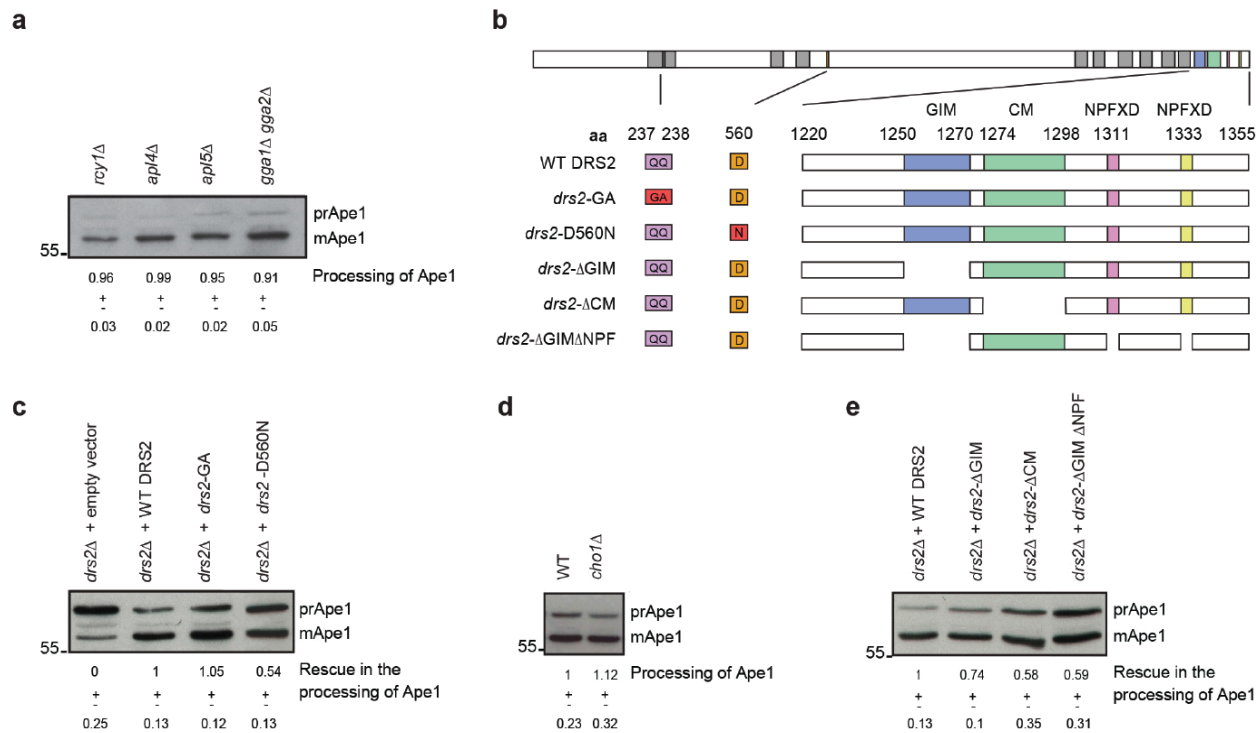 a
rcy1Δ
apl4Δ
apl5Δ
gga1Δ gga2Δ
prApe1
mApe1
55
0.96 0.99 0.95 0.91 Processing of Ape1
+ + + +
- - - -
0.03 0.02 0.02 0.05
b
GIM CM NPFXD NPFXD
aa 237 238 560 1220 1250 1270 1274 1298 1311 1333 1355
WT DRS2 QQ D
drs2-GA GA D
drs2-D560N QQ N
drs2-ΔGIM QQ D
drs2-ΔCM QQ D
drs2-ΔGIMΔNPF QQ D
c
drs2Δ + empty vector
drs2Δ + WT DRS2
drs2Δ + drs2-GA
drs2Δ + drs2 -D560N
prApe1
mApe1
55
0 1 1.05 0.54 Rescue in the
+ + + + processing of Ape1
- - - -
0.25 0.13 0.12 0.13
d
WT
cho1Δ
prApe1
mApe1
55
1 1.12 Processing of Ape1
+ +
- -
0.23 0.32
e
drs2Δ + WT DRS2
drs2Δ + drs2-ΔGIM
drs2Δ +drs2-ΔCM
drs2Δ + drs2-ΔGIM ΔNPF
prApe1
mApe1
55
1 0.74 0.58 0.59 Rescue in the
+ + + + processing of Ape1
- - - -
0.13 0.1 0.35 0.31